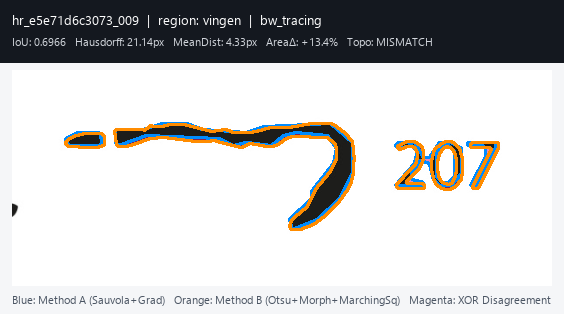 hr_e5e71d6c3073_009 | region: vingen | bw_tracing
IoU: 0.6966 Hausdorff: 21.14px MeanDist: 4.33px AreaΔ: +13.4% Topo: MISMATCH
207
Blue: Method A (Sauvola+Grad) Orange: Method B (Otsu+Morph+MarchingSq) Magenta: XOR Disagreement